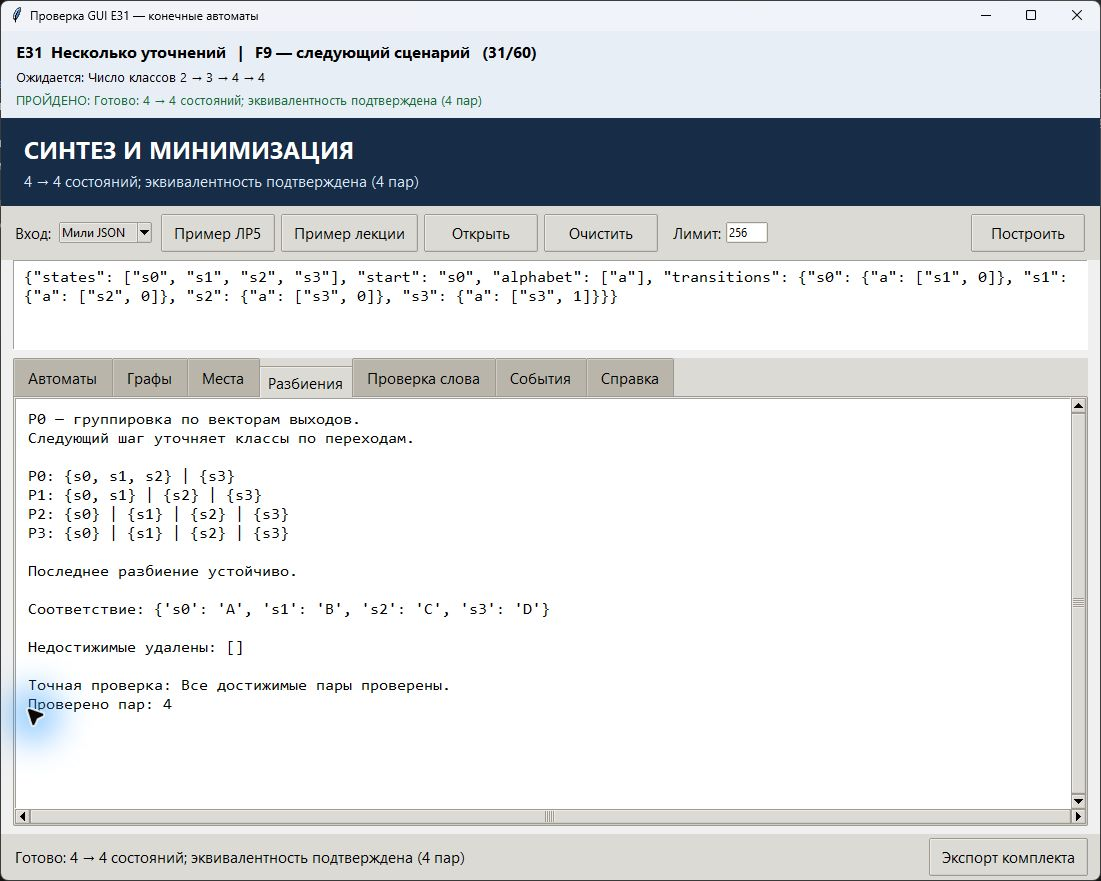 Проверка GUI E31 — конечные автоматы
E31 Несколько уточнений | F9 — следующий сценарий (31/60)
Ожидается: Число классов 2 → 3 → 4 → 4
ПРОЙДЕНО: Готово: 4 → 4 состояний; эквивалентность подтверждена (4 пар)
СИНТЕЗ И МИНИМИЗАЦИЯ
4 → 4 состояний; эквивалентность подтверждена (4 пар)
Вход: Мили JSON Пример ЛР5 Пример лекции Открыть Очистить Лимит: 256 Построить
{"states": ["s0", "s1", "s2", "s3"], "start": "s0", "alphabet": ["a"], "transitions": {"s0": {"a": ["s1", 0]}, "s1":
{"a": ["s2", 0]}, "s2": {"a": ["s3", 0]}, "s3": {"a": ["s3", 1]}}}
Автоматы Графы Места Разбиения Проверка слова События Справка
P0 — группировка по векторам выходов.
Следующий шаг уточняет классы по переходам.
P0: {s0, s1, s2} | {s3}
P1: {s0, s1} | {s2} | {s3}
P2: {s0} | {s1} | {s2} | {s3}
P3: {s0} | {s1} | {s2} | {s3}
Последнее разбиение устойчиво.
Соответствие: {'s0': 'A', 's1': 'B', 's2': 'C', 's3': 'D'}
Недостижимые удалены: []
Точная проверка: Все достижимые пары проверены.
Проверено пар: 4
Готово: 4 → 4 состояний; эквивалентность подтверждена (4 пар) Экспорт комплекта